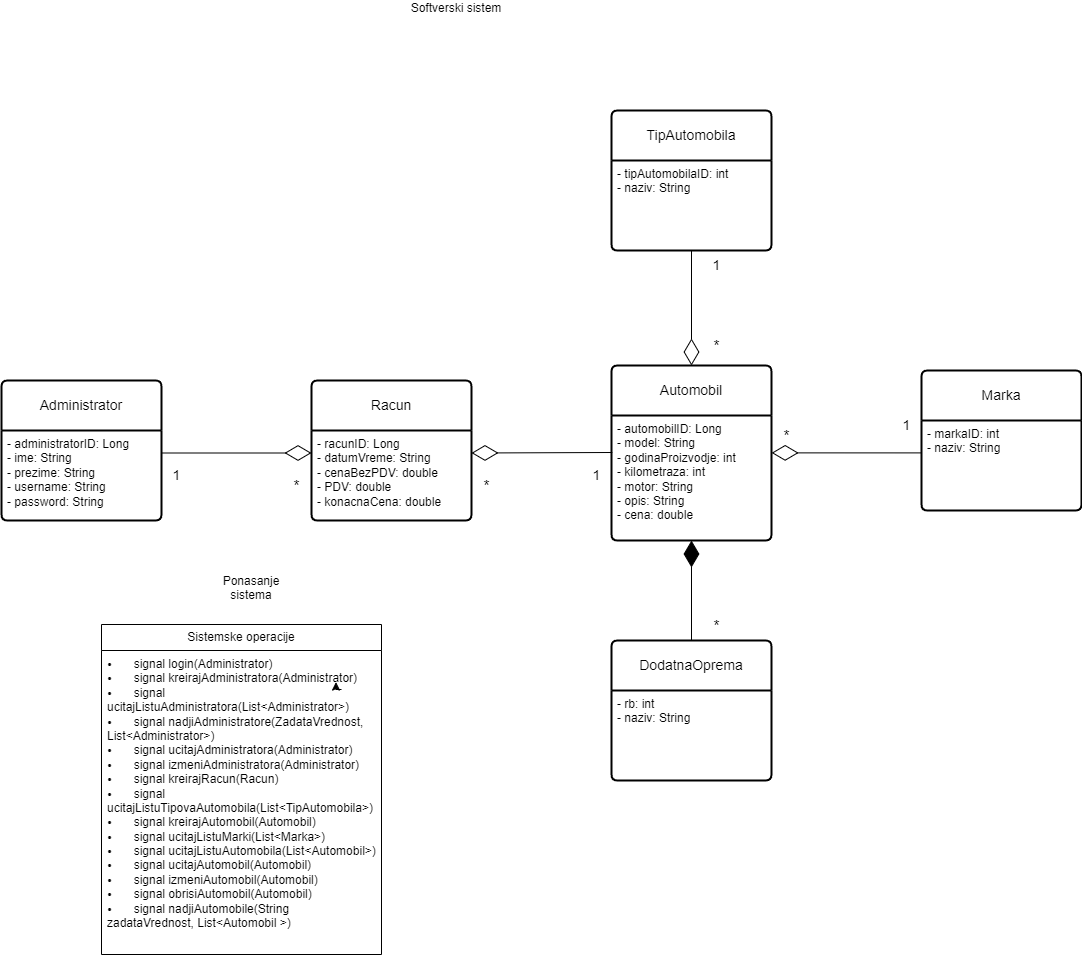 Softverski sistem
TipAutomobila
- tipAutomobilaID: int
- naziv: String
1
*
Administrator
- administratorID: Long
- ime: String
- prezime: String
- username: String
- password: String
1
*
Racun
- racunID: Long
- datumVreme: String
- cenaBezPDV: double
- PDV: double
- konacnaCena: double
*
1
Automobil
- automobilID: Long
- model: String
- godinaProizvodje: int
- kilometraza: int
- motor: String
- opis: String
- cena: double
*
1
Marka
- markaID: int
- naziv: String
*
DodatnaOprema
- rb: int
- naziv: String
Ponasanje
sistema
Sistemske operacije
• signal login(Administrator)
• signal kreirajAdministratora(Administrator)
• signal
ucitajListuAdministratora(List<Administrator>)
• signal nadjiAdministratore(ZadataVrednost,
List<Administrator>)
• signal ucitajAdministratora(Administrator)
• signal izmeniAdministratora(Administrator)
• signal kreirajRacun(Racun)
• signal
ucitajListuTipovaAutomobila(List<TipAutomobila>)
• signal kreirajAutomobil(Automobil)
• signal ucitajListuMarki(List<Marka>)
• signal ucitajListuAutomobila(List<Automobil>)
• signal ucitajAutomobil(Automobil)
• signal izmeniAutomobil(Automobil)
• signal obrisiAutomobil(Automobil)
• signal nadjiAutomobile(String
zadataVrednost, List<Automobil >)